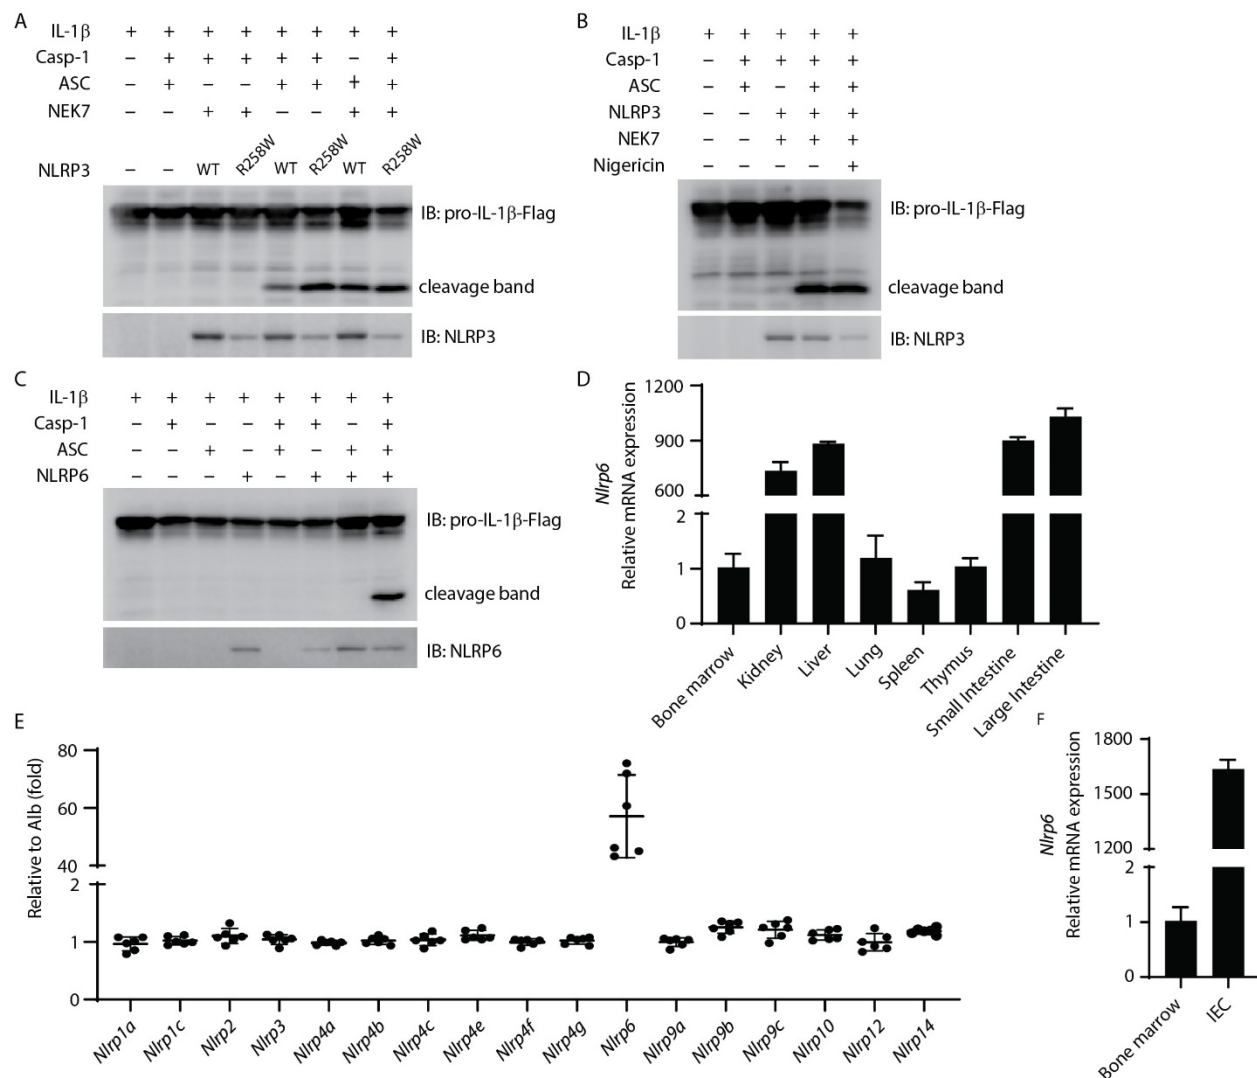 A
IL-1β + + + + + + + +
Casp-1 – + + + + + – +
ASC – + – – + + + +
NEK7 – – + + – – + +
NLRP3 – – WT R258W WT R258W WT R258W
IB: pro-IL-1β-Flag
cleavage band
IB: NLRP3
B
IL-1β + + + + +
Casp-1 – + + + +
ASC – + – + +
NLRP3 – – + + +
NEK7 – – + + +
Nigericin – – – – +
IB: pro-IL-1β-Flag
cleavage band
IB: NLRP3
C
IL-1β + + + + + + + +
Casp-1 – + – – + + – +
ASC – – + – + – + +
NLRP6 – – – + – + + +
IB: pro-IL-1β-Flag
cleavage band
IB: NLRP6
D
Nlrp6
Relative mRNA expression
1200
900
600
2
1
0
Bone marrow
Kidney
Liver
Lung
Spleen
Thymus
Small Intestine
Large Intestine
E
Relative to Alb (fold)
80
60
40
2
1
0
Nlrp1a
Nlrp1c
Nlrp2
Nlrp3
Nlrp4a
Nlrp4b
Nlrp4c
Nlrp4e
Nlrp4f
Nlrp4g
Nlrp6
Nlrp9a
Nlrp9b
Nlrp9c
Nlrp10
Nlrp12
Nlrp14
F
Nlrp6
Relative mRNA expression
1800
1500
1200
2
1
0
Bone marrow
IEC